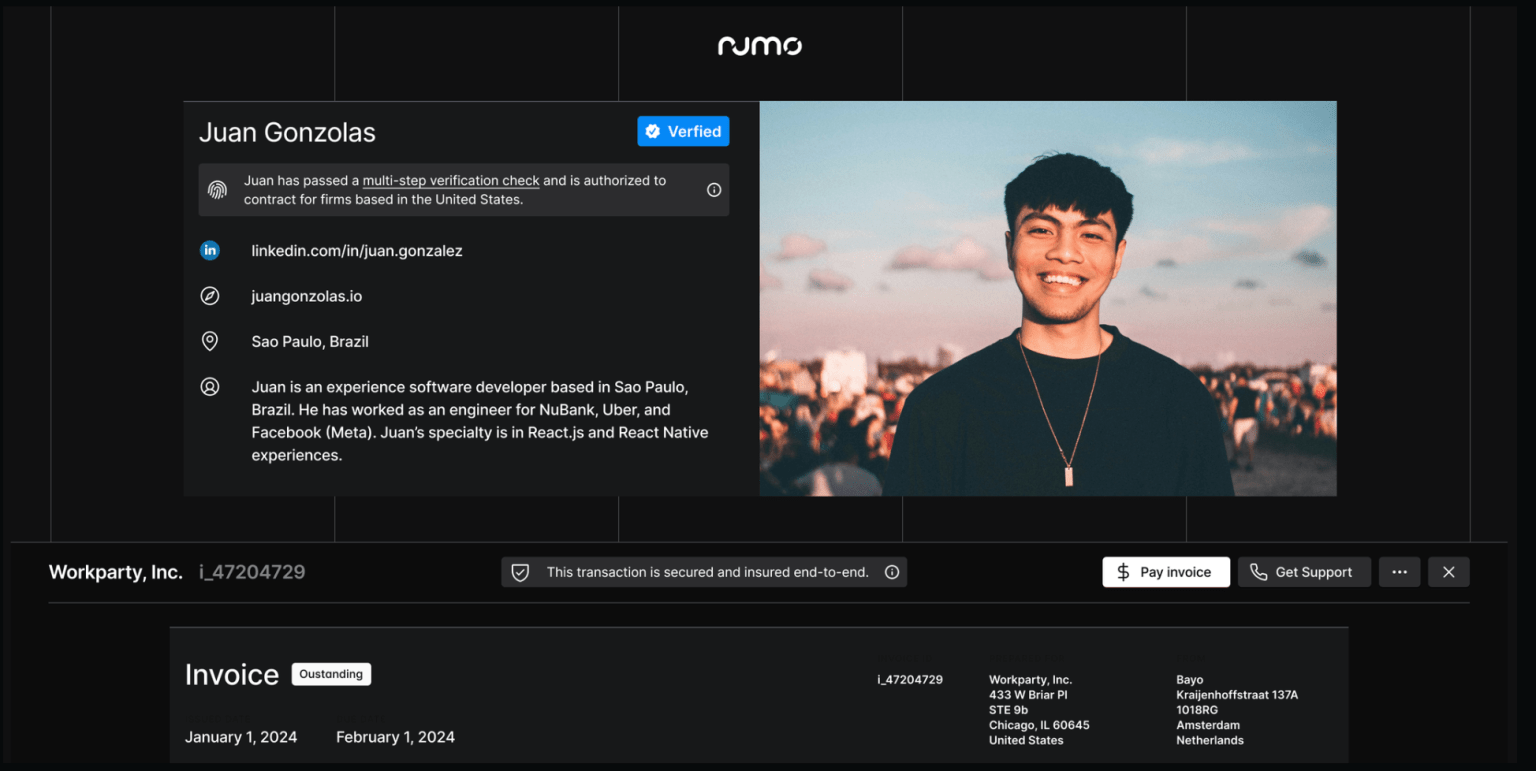 rumo
Juan Gonzolas
Verfied
Juan has passed a multi-step verification check and is authorized to
contract for firms based in the United States.
in
linkedin.com/in/juan.gonzalez
juangonzolas.io
Sao Paulo, Brazil
Juan is an experience software developer based in Sao Paulo,
Brazil. He has worked as an engineer for NuBank, Uber, and
Facebook (Meta). Juan’s specialty is in React.js and React Native
experiences.
Workparty, Inc. i_47204729
This transaction is secured and insured end-to-end.
$ Pay invoice
Get Support
Invoice
Oustanding
January 1, 2024
February 1, 2024
i_47204729
Workparty, Inc.
433 W Briar Pl
STE 9b
Chicago, IL 60645
United States
Bayo
Kraijenhoffstraat 137A
1018RG
Amsterdam
Netherlands